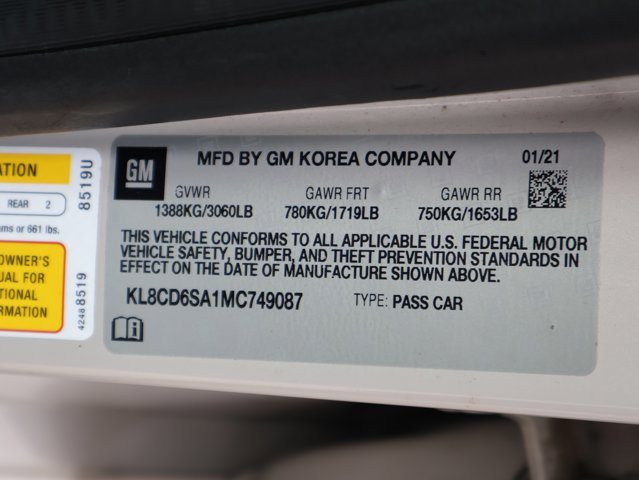 GM
MFD BY GM KOREA COMPANY 01/21
GVWR GAWR FRT GAWR RR
1388KG/3060LB 780KG/1719LB 750KG/1653LB
THIS VEHICLE CONFORMS TO ALL APPLICABLE U.S. FEDERAL MOTOR
VEHICLE SAFETY, BUMPER, AND THEFT PREVENTION STANDARDS IN
EFFECT ON THE DATE OF MANUFACTURE SHOWN ABOVE.
KL8CD6SA1MC749087 TYPE: PASS CAR
ATION
REAR 2
ms or 661 lbs.
OWNER'S
UAL FOR
TIONAL
RMATION
8519U
42488519